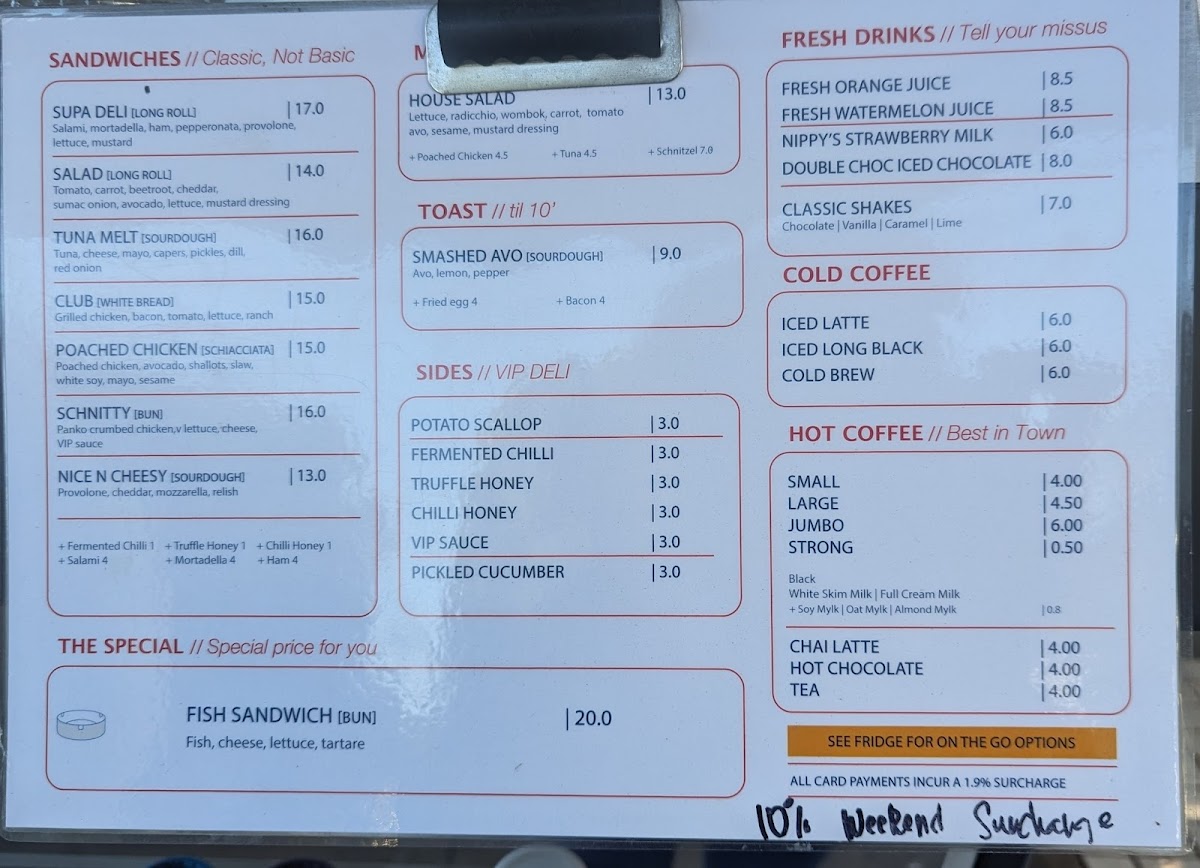 SANDWICHES // Classic, Not Basic
SUPA DELI [LONG ROLL] | 17.0
Salami, mortadella, ham, pepperonata, provolone,
lettuce, mustard
SALAD [LONG ROLL] | 14.0
Tomato, carrot, beetroot, cheddar,
sumac onion, avocado, lettuce, mustard dressing
TUNA MELT [SOURDOUGH] | 16.0
Tuna, cheese, mayo, capers, pickles, dill,
red onion
CLUB [WHITE BREAD] | 15.0
Grilled chicken, bacon, tomato, lettuce, ranch
POACHED CHICKEN [SCHIACCIATA] | 15.0
Poached chicken, avocado, shallots, slaw,
white soy, mayo, sesame
SCHNITTY [BUN] | 16.0
Panko crumbed chicken,v lettuce, cheese,
VIP sauce
NICE N CHEESY [SOURDOUGH] | 13.0
Provolone, cheddar, mozzarella, relish
+ Fermented Chilli 1 + Truffle Honey 1 + Chilli Honey 1
+ Salami 4 + Mortadella 4 + Ham 4
HOUSE SALAD | 13.0
Lettuce, radicchio, wombok, carrot, tomato
avo, sesame, mustard dressing
+ Poached Chicken 4.5 + Tuna 4.5 + Schnitzel 7.0
TOAST // til 10'
SMASHED AVO [SOURDOUGH] | 9.0
Avo, lemon, pepper
+ Fried egg 4 + Bacon 4
SIDES // VIP DELI
POTATO SCALLOP | 3.0
FERMENTED CHILLI | 3.0
TRUFFLE HONEY | 3.0
CHILLI HONEY | 3.0
VIP SAUCE | 3.0
PICKLED CUCUMBER | 3.0
THE SPECIAL // Special price for you
FISH SANDWICH [BUN] | 20.0
Fish, cheese, lettuce, tartare
FRESH DRINKS // Tell your missus
FRESH ORANGE JUICE | 8.5
FRESH WATERMELON JUICE | 8.5
NIPPY'S STRAWBERRY MILK | 6.0
DOUBLE CHOC ICED CHOCOLATE | 8.0
CLASSIC SHAKES | 7.0
Chocolate | Vanilla | Caramel | Lime
COLD COFFEE
ICED LATTE | 6.0
ICED LONG BLACK | 6.0
COLD BREW | 6.0
HOT COFFEE // Best in Town
SMALL | 4.00
LARGE | 4.50
JUMBO | 6.00
STRONG | 0.50
Black
White Skim Milk | Full Cream Milk
+ Soy Mylk | Oat Mylk | Almond Mylk | 0.8
CHAI LATTE | 4.00
HOT CHOCOLATE | 4.00
TEA | 4.00
SEE FRIDGE FOR ON THE GO OPTIONS
ALL CARD PAYMENTS INCUR A 1.9% SURCHARGE
10% Weekend Surcharge